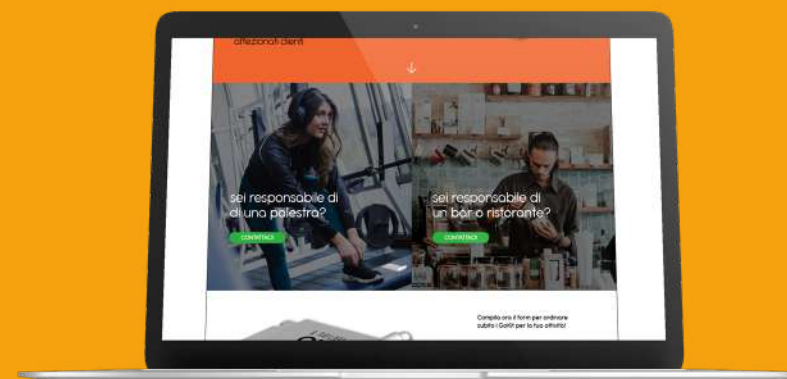 affezionati clienti
sei responsabile di
di una palestra?
CONTATTACI
sei responsabile di
un bar o ristorante?
CONTATTACI
Compila ora il form per ordinare
subito i GoKit per la tua attività!